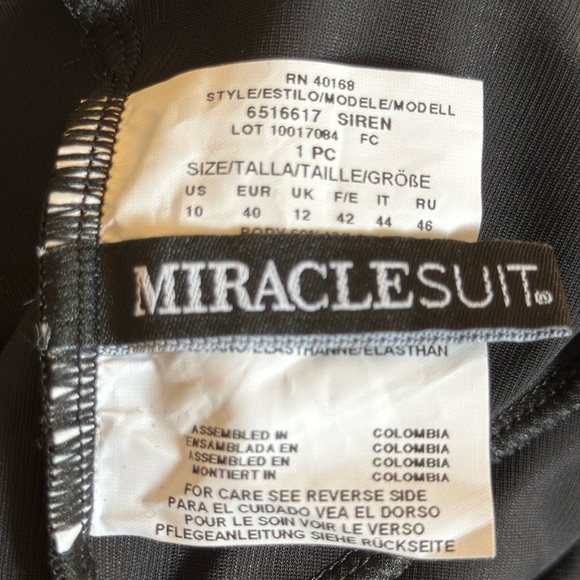 RN 40168
STYLE/ESTILO/MODELE/MODELL
6516617 SIREN
LOT 10017084 FC
1 PC
SIZE/TALLA/TAILLE/GRÖßE
US EUR UK F/E IT RU
10 40 12 42 44 46
BODY
MIRACLESUIT®
ELASTHANNE/ELASTHAN
ASSEMBLED IN COLOMBIA
ENSAMBLADA EN COLOMBIA
ASSEMBLED EN COLOMBIA
MONTIERT IN COLOMBIA
FOR CARE SEE REVERSE SIDE
PARA EL CUIDADO VEA EL DORSO
POUR LE SOIN VOIR LE VERSO
PFLEGEANLEITUNG SIEHE RÜCKSEITE